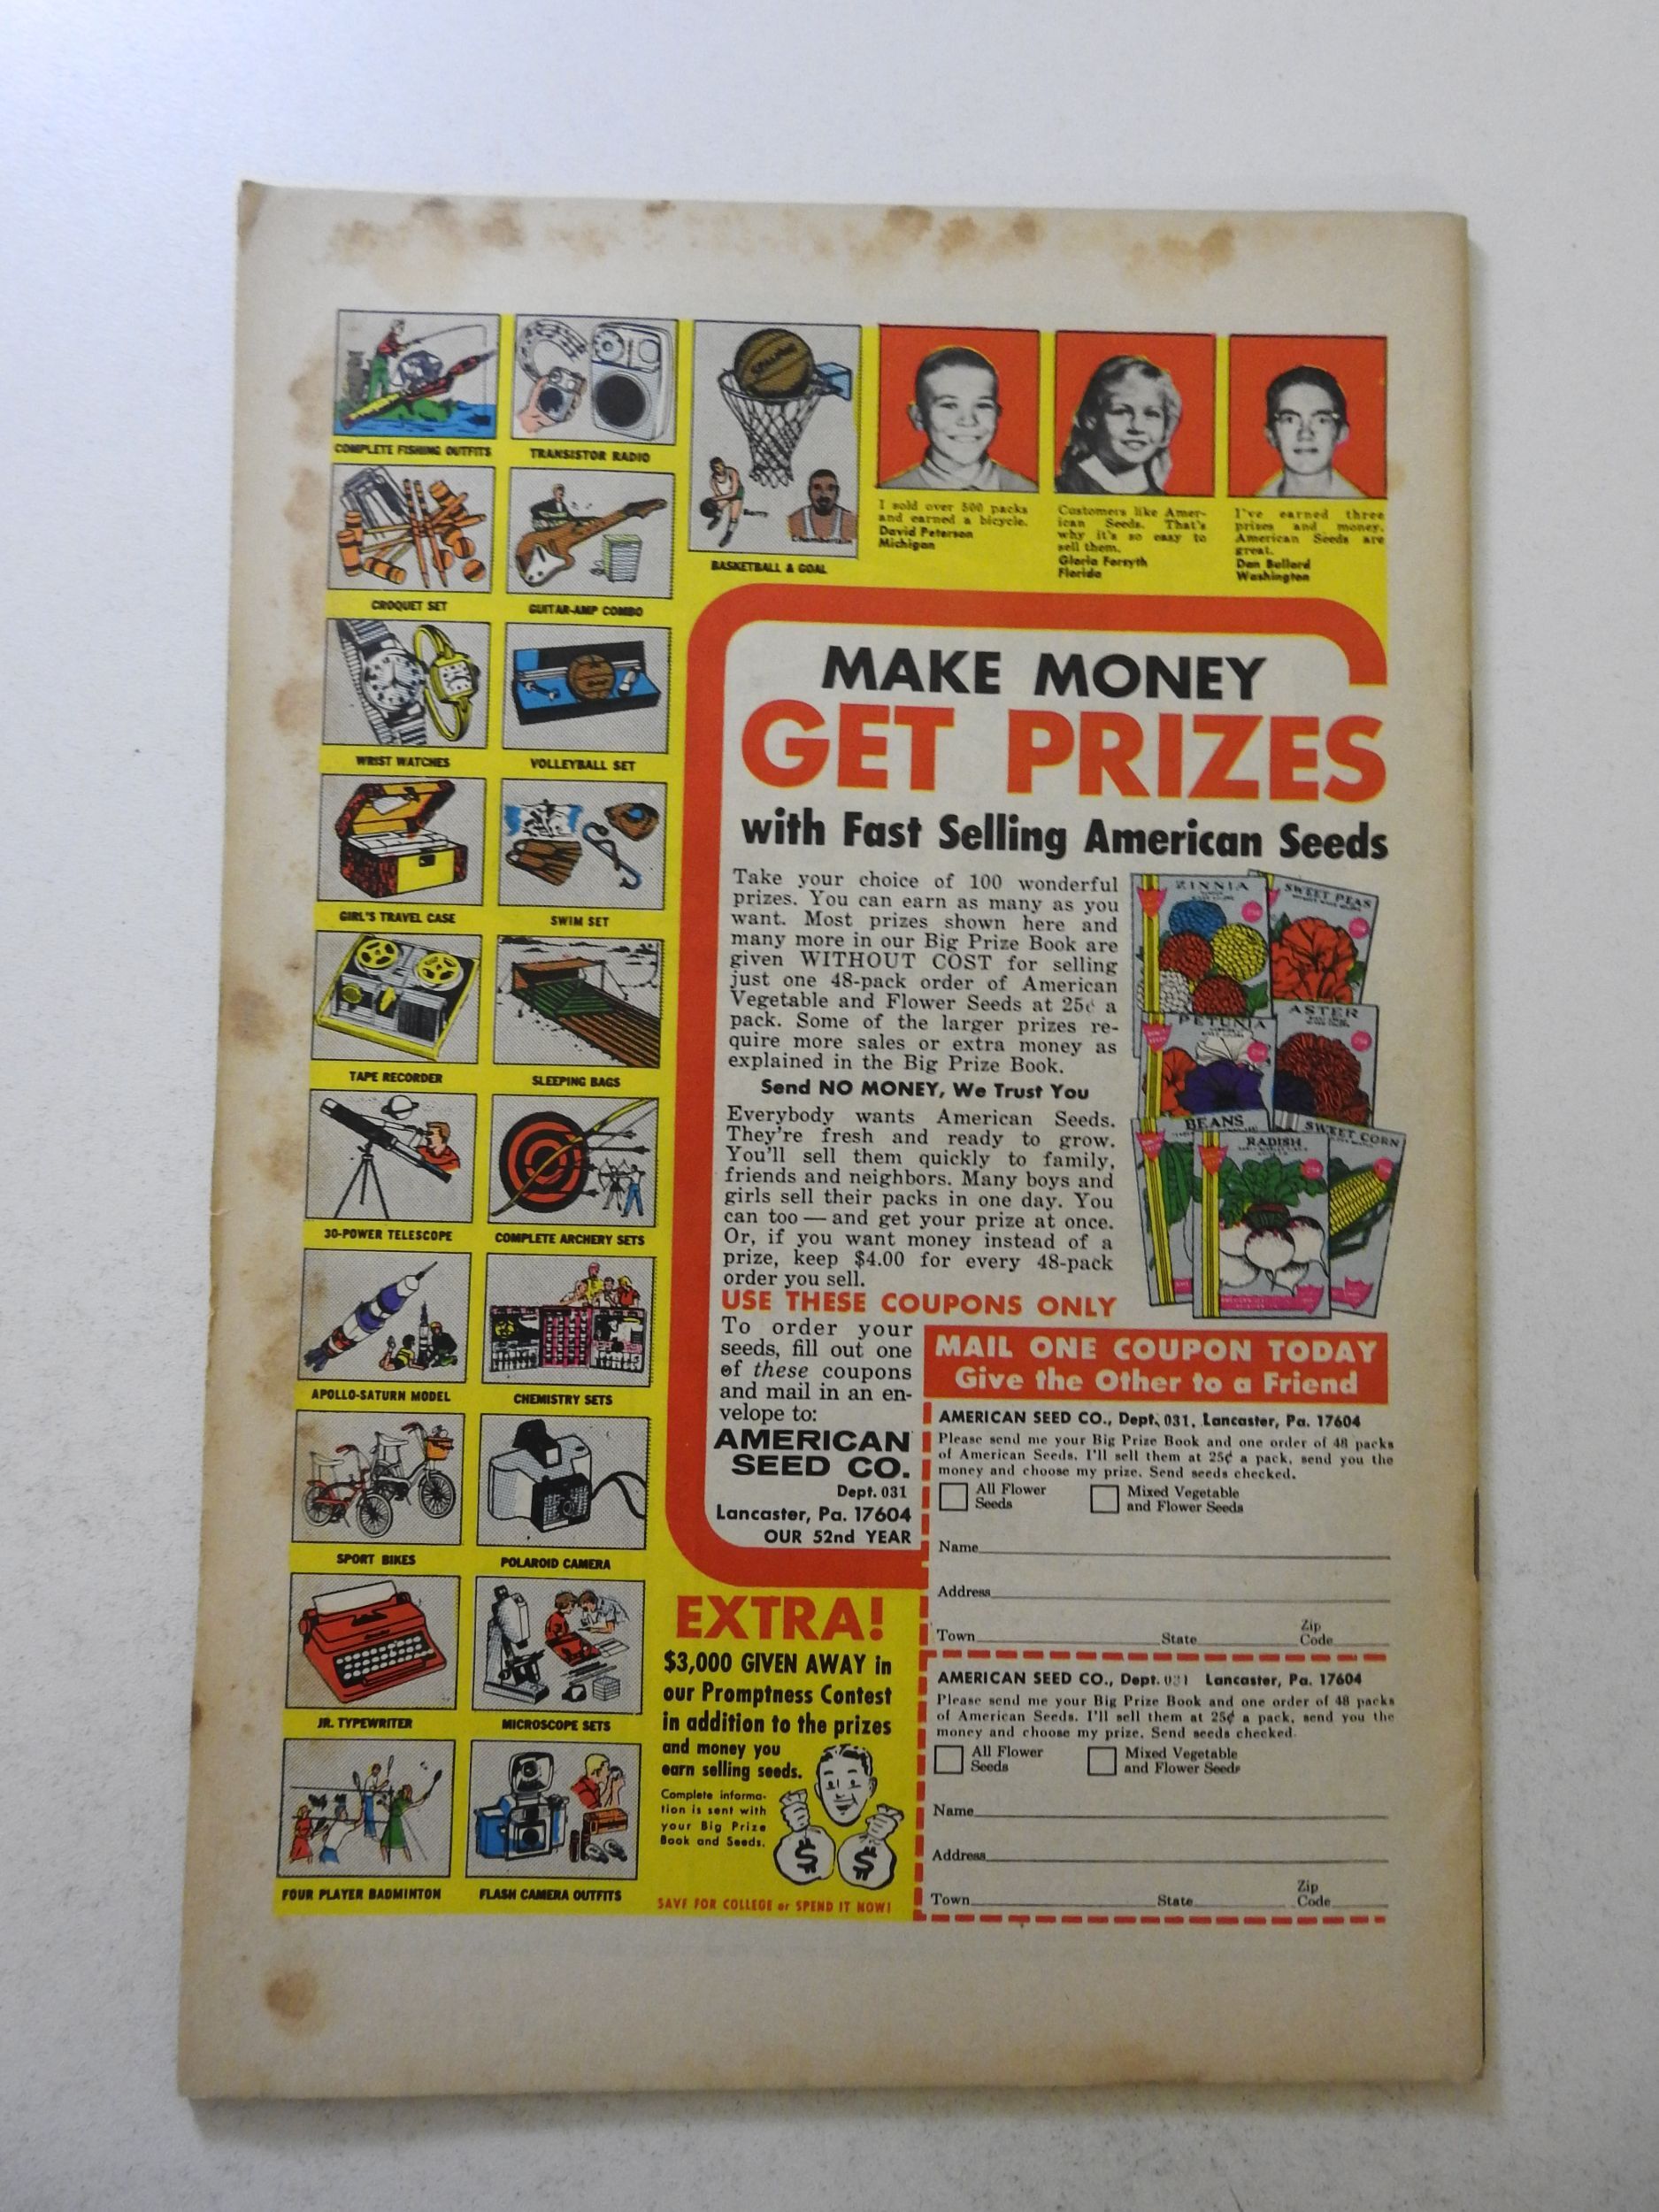 COMPLETE FISHING OUTFITS
TRANSISTOR RADIO
SPALDING
Barry
Chamberlain
BASKETBALL & GOAL
I sold over 500 packs
and earned a bicycle.
David Peterson
Michigan
Customers like Amer-
ican Seeds. That's
why it's so easy to
sell them.
Gloria Forsyth
Florida
I've earned three
prizes and money.
American Seeds are
great.
Dan Bullard
Washington
CROQUET SET
GUITAR-AMP COMBO
WRIST WATCHES
VOLLEYBALL SET
GIRL'S TRAVEL CASE
SWIM SET
TAPE RECORDER
SLEEPING BAGS
30-POWER TELESCOPE
COMPLETE ARCHERY SETS
APOLLO-SATURN MODEL
CHEMISTRY SETS
SPORT BIKES
POLAROID CAMERA
JR. TYPEWRITER
MICROSCOPE SETS
FOUR PLAYER BADMINTON
FLASH CAMERA OUTFITS
MAKE MONEY
GET PRIZES
with Fast Selling American Seeds
Take your choice of 100 wonderful
prizes. You can earn as many as you
want. Most prizes shown here and
many more in our Big Prize Book are
given WITHOUT COST for selling
just one 48-pack order of American
Vegetable and Flower Seeds at 25¢ a
pack. Some of the larger prizes re-
quire more sales or extra money as
explained in the Big Prize Book.
Send NO MONEY, We Trust You
Everybody wants American Seeds.
They're fresh and ready to grow.
You'll sell them quickly to family,
friends and neighbors. Many boys and
girls sell their packs in one day. You
can too — and get your prize at once.
Or, if you want money instead of a
prize, keep $4.00 for every 48-pack
order you sell.
ZINNIA
SWEET PEAS
PETUNIA
ASTER
BEANS
RADISH
SWEET CORN
USE THESE COUPONS ONLY
To order your
seeds, fill out one
of these coupons
and mail in an en-
velope to:
AMERICAN
SEED CO.
Dept. 031
Lancaster, Pa. 17604
OUR 52nd YEAR
MAIL ONE COUPON TODAY
Give the Other to a Friend
AMERICAN SEED CO., Dept. 031, Lancaster, Pa. 17604
Please send me your Big Prize Book and one order of 48 packs
of American Seeds. I'll sell them at 25¢ a pack, send you the
money and choose my prize. Send seeds checked.
All Flower Seeds
Mixed Vegetable and Flower Seeds
Name
Address
Town State Zip Code
AMERICAN SEED CO., Dept. 031 Lancaster, Pa. 17604
Please send me your Big Prize Book and one order of 48 packs
of American Seeds. I'll sell them at 25¢ a pack, send you the
money and choose my prize. Send seeds checked.
All Flower Seeds
Mixed Vegetable and Flower Seeds
Name
Address
Town State Zip Code
EXTRA!
$3,000 GIVEN AWAY in
our Promptness Contest
in addition to the prizes
and money you
earn selling seeds.
Complete informa-
tion is sent with
your Big Prize
Book and Seeds.
$ $
SAVE FOR COLLEGE or SPEND IT NOW!